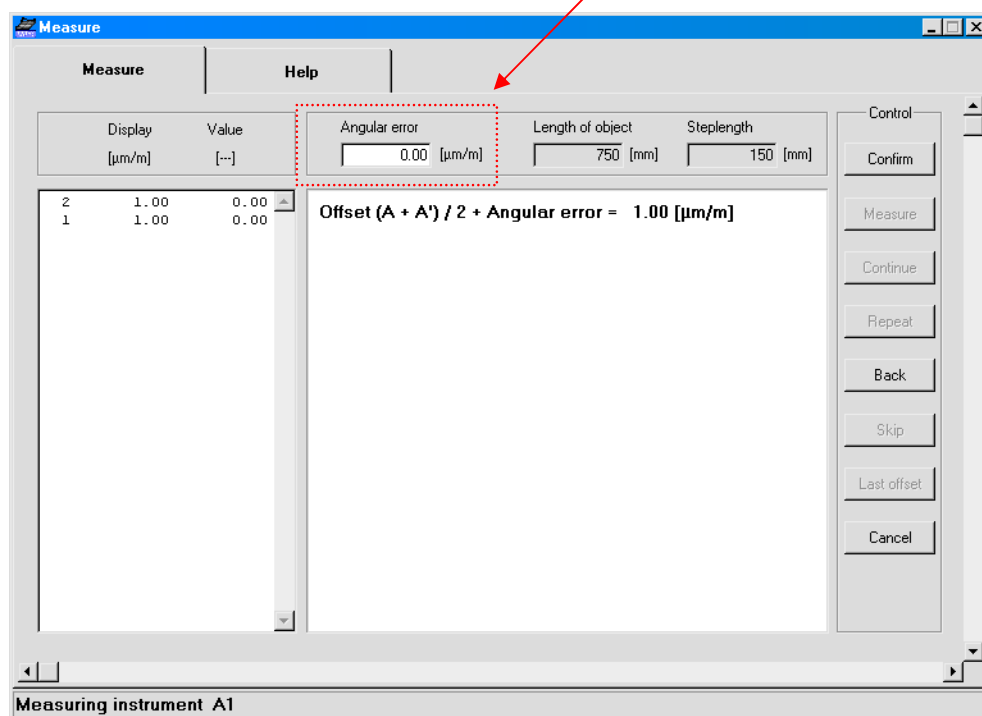 Measure
Measure Help
Display Value
[µm/m] [---]
Angular error
0.00 [µm/m]
Length of object
750 [mm]
Steplength
150 [mm]
2 1.00 0.00
1 1.00 0.00
Offset (A + A') / 2 + Angular error = 1.00 [µm/m]
Control
Confirm
Measure
Continue
Repeat
Back
Skip
Last offset
Cancel
Measuring instrument A1